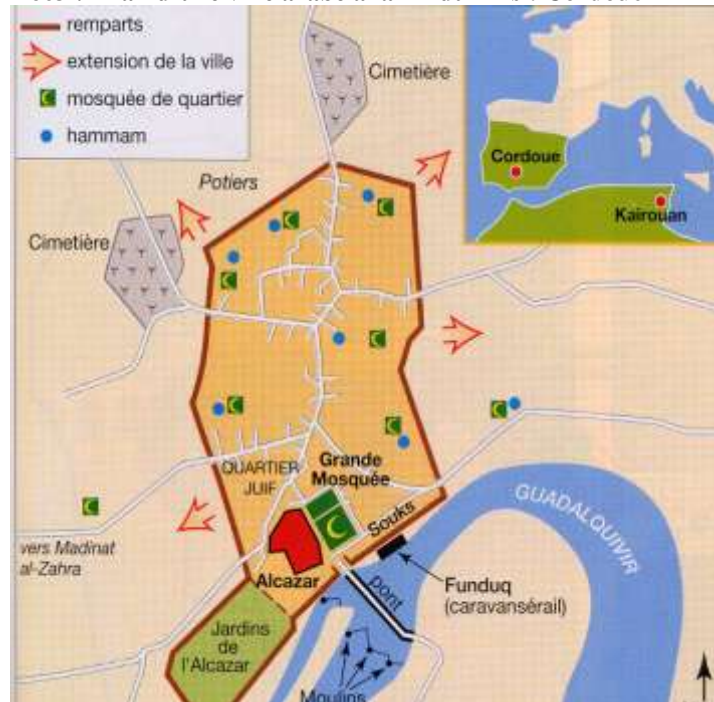 remparts
extension de la ville
mosquée de quartier
hammam
Cimetière
Potiers
Cimetière
Cordoue
Kairouan
QUARTIER
JUIF
Grande
Mosquée
Souks
GUADALQUIVIR
vers Madinat
al-Zahra
Alcazar
pont
Funduq
(caravansérail)
Jardins
de
l'Alcazar
Moulins